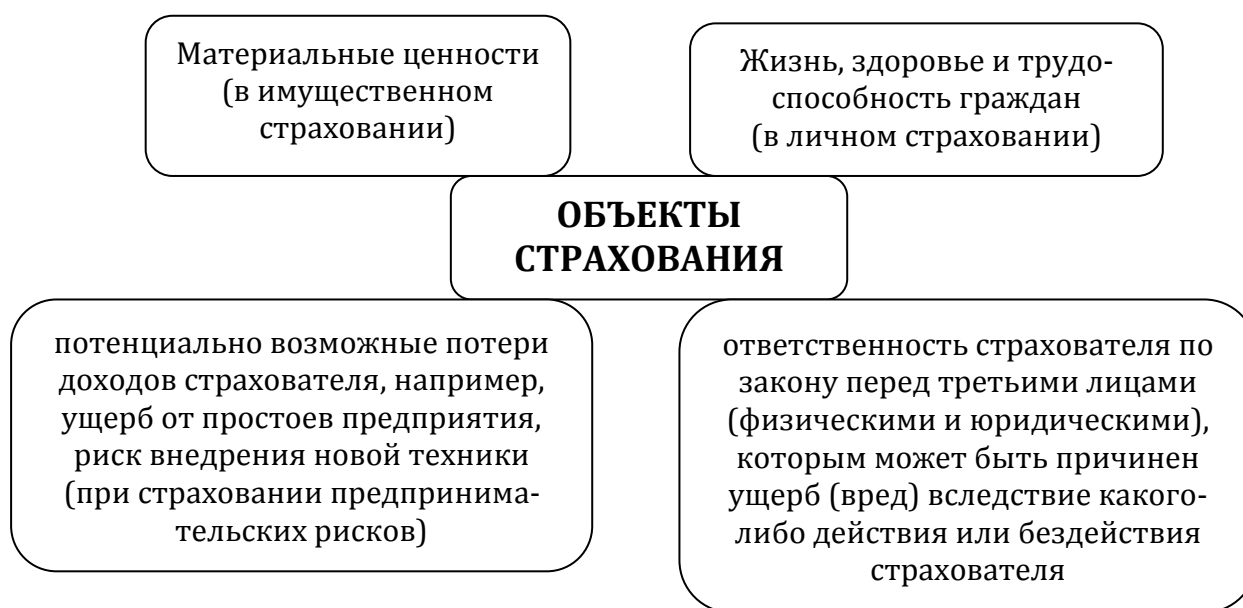 Материальные ценности
(в имущественном
страховании)
Жизнь, здоровье и трудо-
способность граждан
(в личном страховании)
ОБЪЕКТЫ
СТРАХОВАНИЯ
потенциально возможные потери
доходов страхователя, например,
ущерб от простоев предприятия,
риск внедрения новой техники
(при страховании предпринима-
тельских рисков)
ответственность страхователя по
закону перед третьими лицами
(физическими и юридическими),
которым может быть причинен
ущерб (вред) вследствие какого-
либо действия или бездействия
страхователя